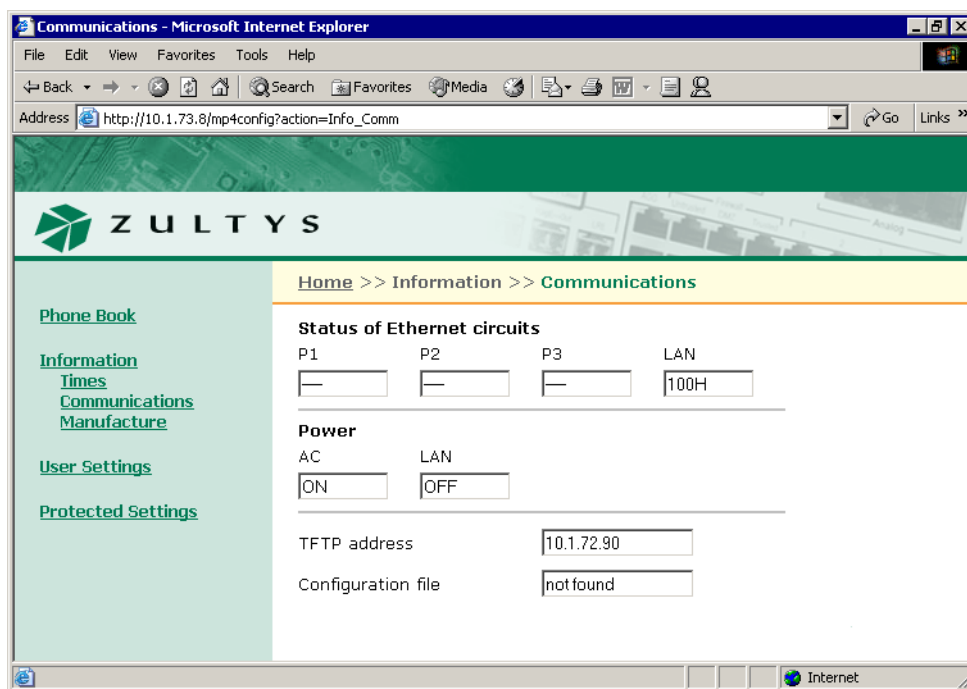 Communications - Microsoft Internet Explorer
File Edit View Favorites Tools Help
Back Search Favorites Media
Address http://10.1.73.8/mp4config?action=Info_Comm Go Links »
ZULTYS
Home >> Information >> Communications
Phone Book
Information
Times
Communications
Manufacture
User Settings
Protected Settings
Status of Ethernet circuits
P1 P2 P3 LAN
— — — 100H
Power
AC LAN
ON OFF
TFTP address 10.1.72.90
Configuration file not found
Internet